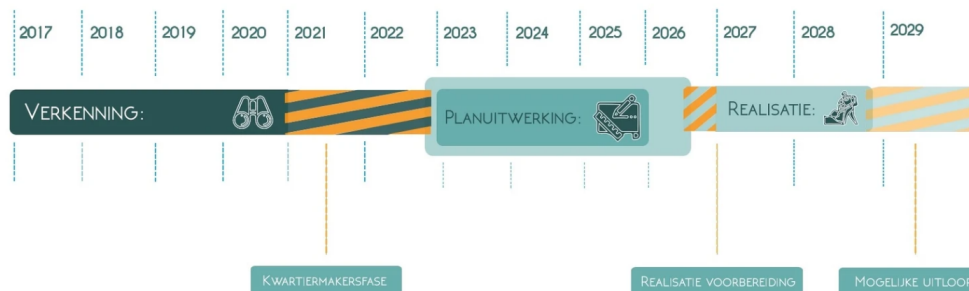 2017 2018 2019 2020 2021 2022 2023 2024 2025 2026 2027 2028 2029
VERKENNING: PLANUITWERKING: REALISATIE:
KWARTIERMAKERSFASE REALISATIE VOORBEREIDING MOGELIJKE UITLOOP